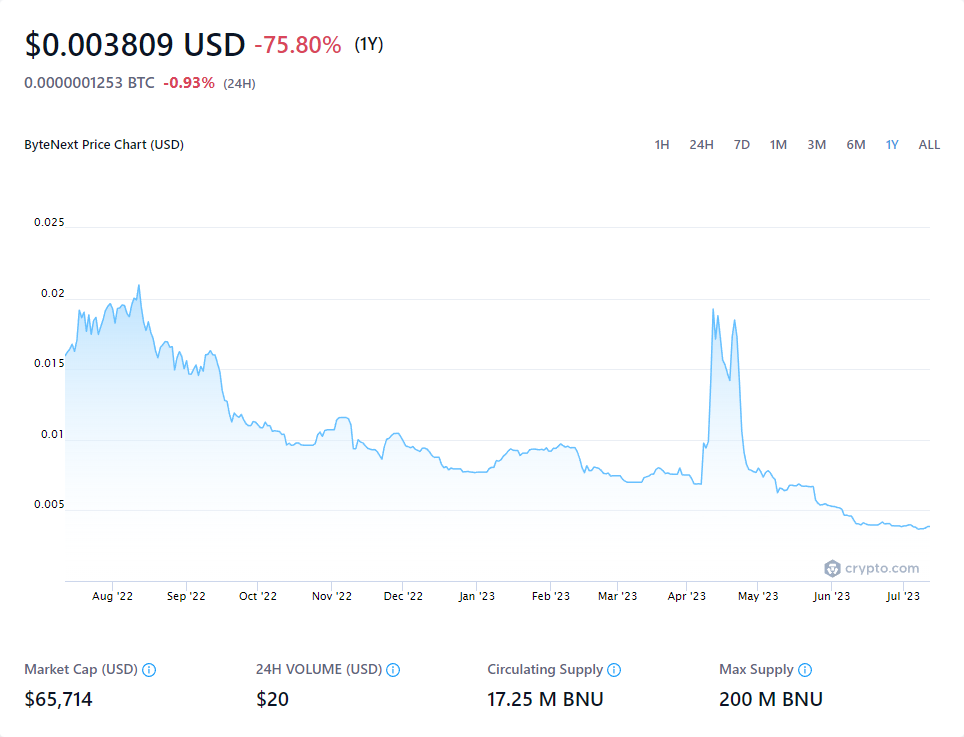 $0.003809 USD -75.80% (1Y)
0.0000001253 BTC -0.93% (24H)
ByteNext Price Chart (USD) 1H 24H 7D 1M 3M 6M 1Y ALL
0.025
0.02
0.015
0.01
0.005
crypto.com
Aug '22 Sep '22 Oct '22 Nov '22 Dec '22 Jan '23 Feb '23 Mar '23 Apr '23 May '23 Jun '23 Jul '23
Market Cap (USD) 24H VOLUME (USD) Circulating Supply Max Supply
$65,714 $20 17.25 M BNU 200 M BNU